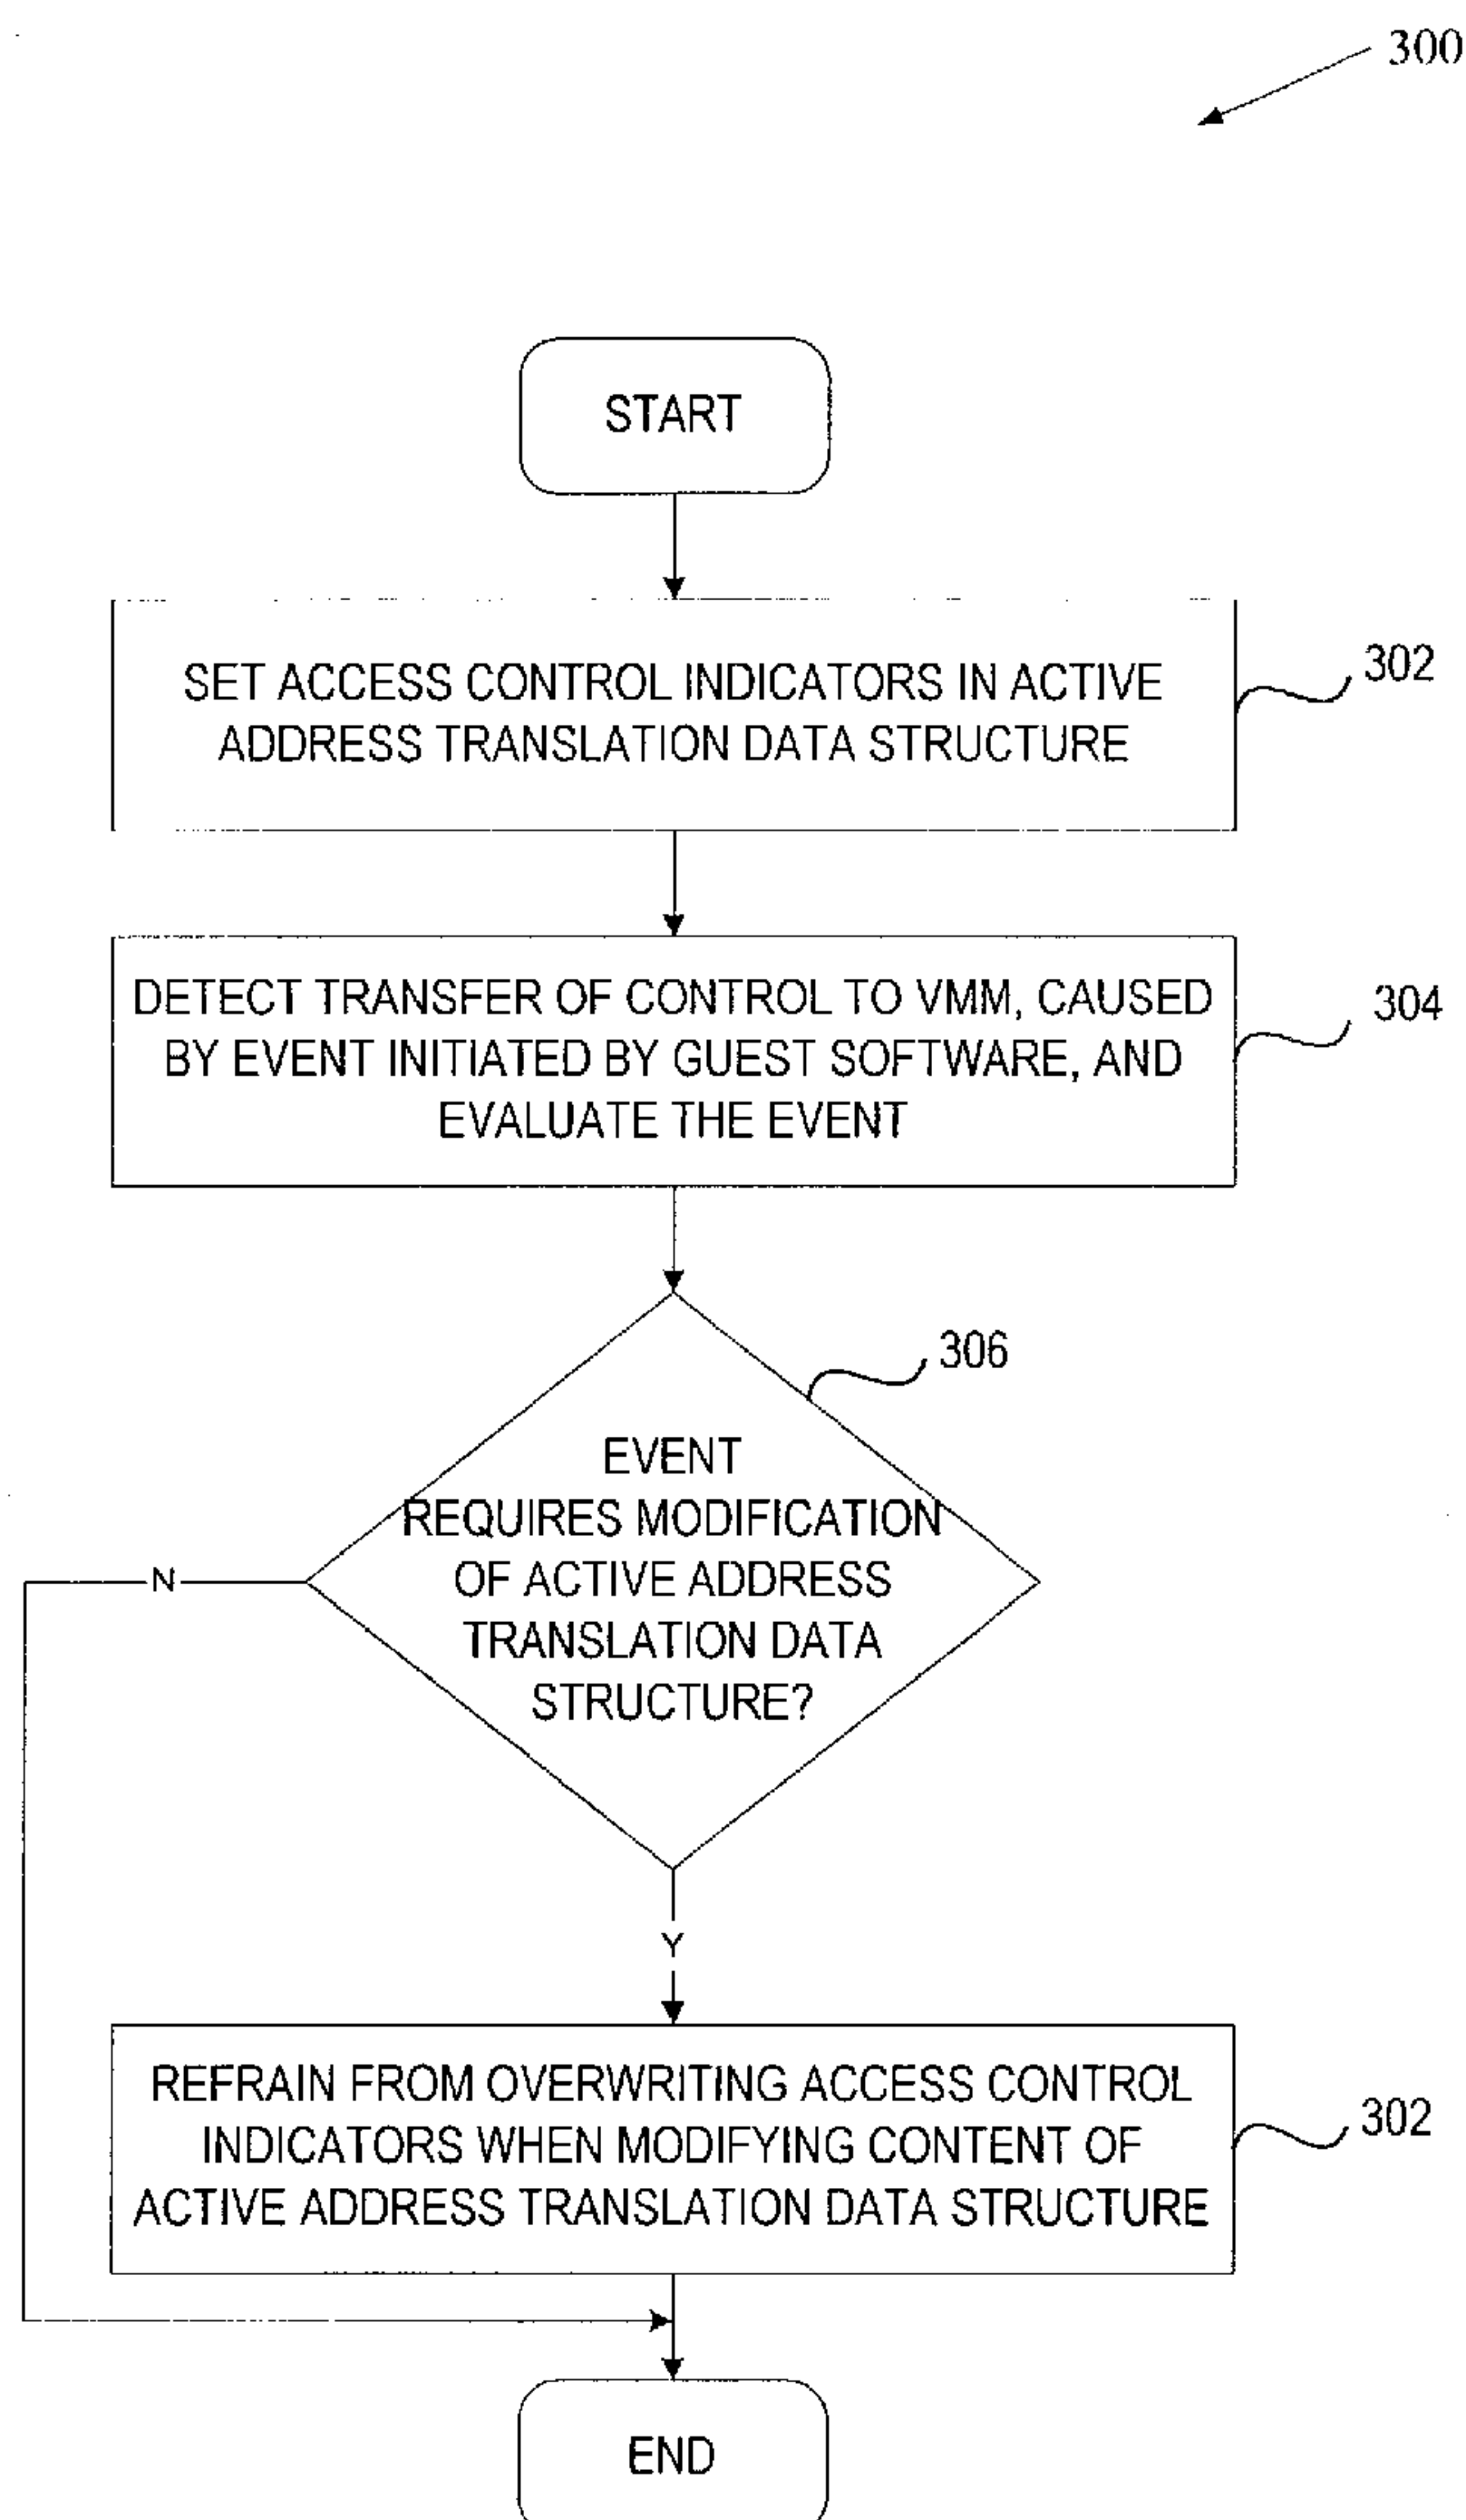 300
START
SET ACCESS CONTROL INDICATORS IN ACTIVE
ADDRESS TRANSLATION DATA STRUCTURE
302
DETECT TRANSFER OF CONTROL TO VMM, CAUSED
BY EVENT INITIATED BY GUEST SOFTWARE, AND
EVALUATE THE EVENT
304
306
EVENT
REQUIRES MODIFICATION
OF ACTIVE ADDRESS
TRANSLATION DATA
STRUCTURE?
N
Y
REFRAIN FROM OVERWRITING ACCESS CONTROL
INDICATORS WHEN MODIFYING CONTENT OF
ACTIVE ADDRESS TRANSLATION DATA STRUCTURE
302
END